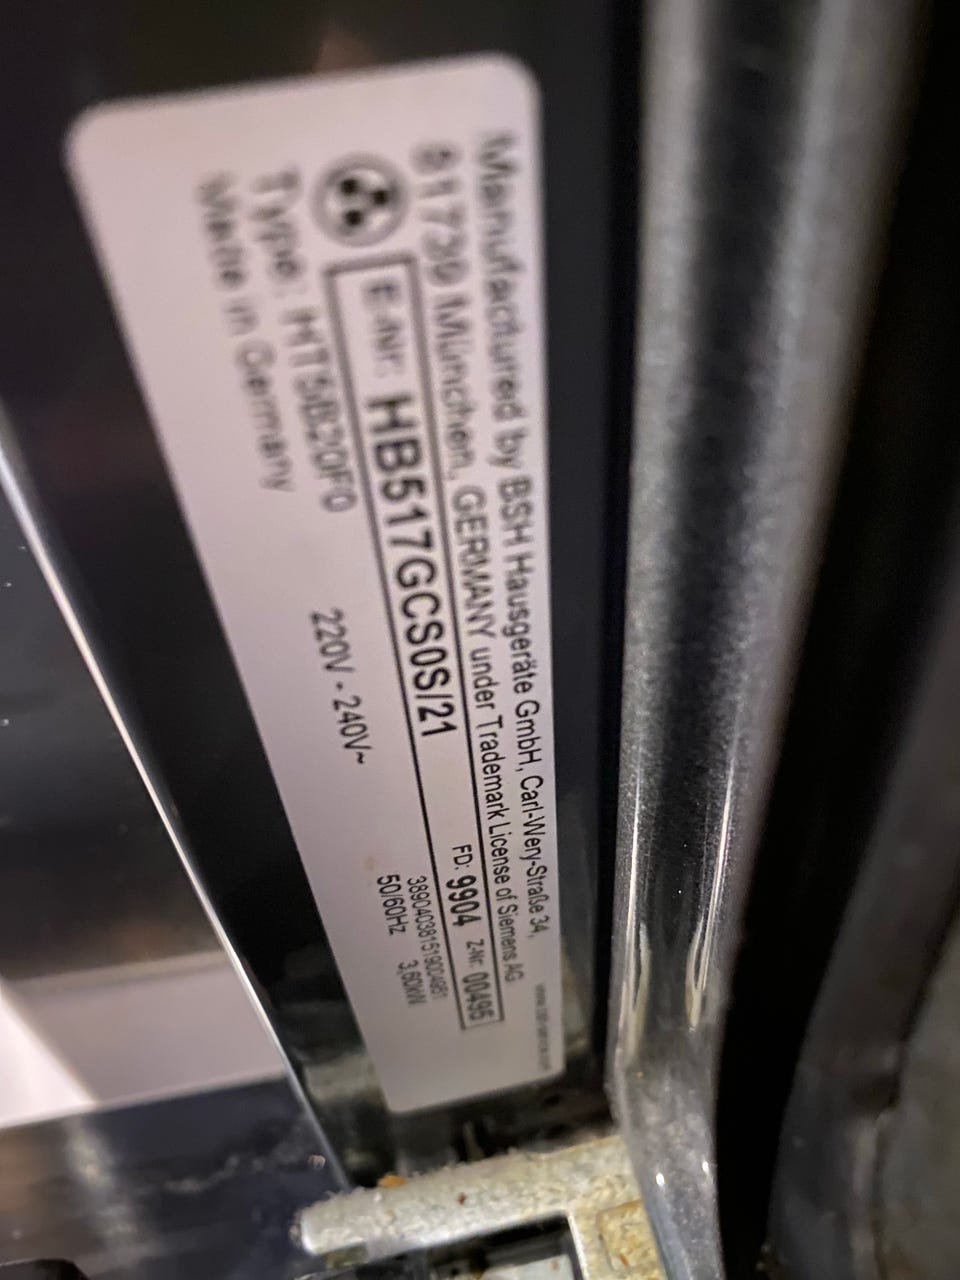 Manufactured by BSH Hausgeräte GmbH, Carl-Wery-Straße 34,
81739 München, GERMANY under Trademark License of Siemens AG
E-Nr: HB517GCS0S/21 FD: 9904 Z-Nr: 00495
Type: HT5B20F0 220V - 240V~ 50/60Hz 3,60kW
Made in Germany